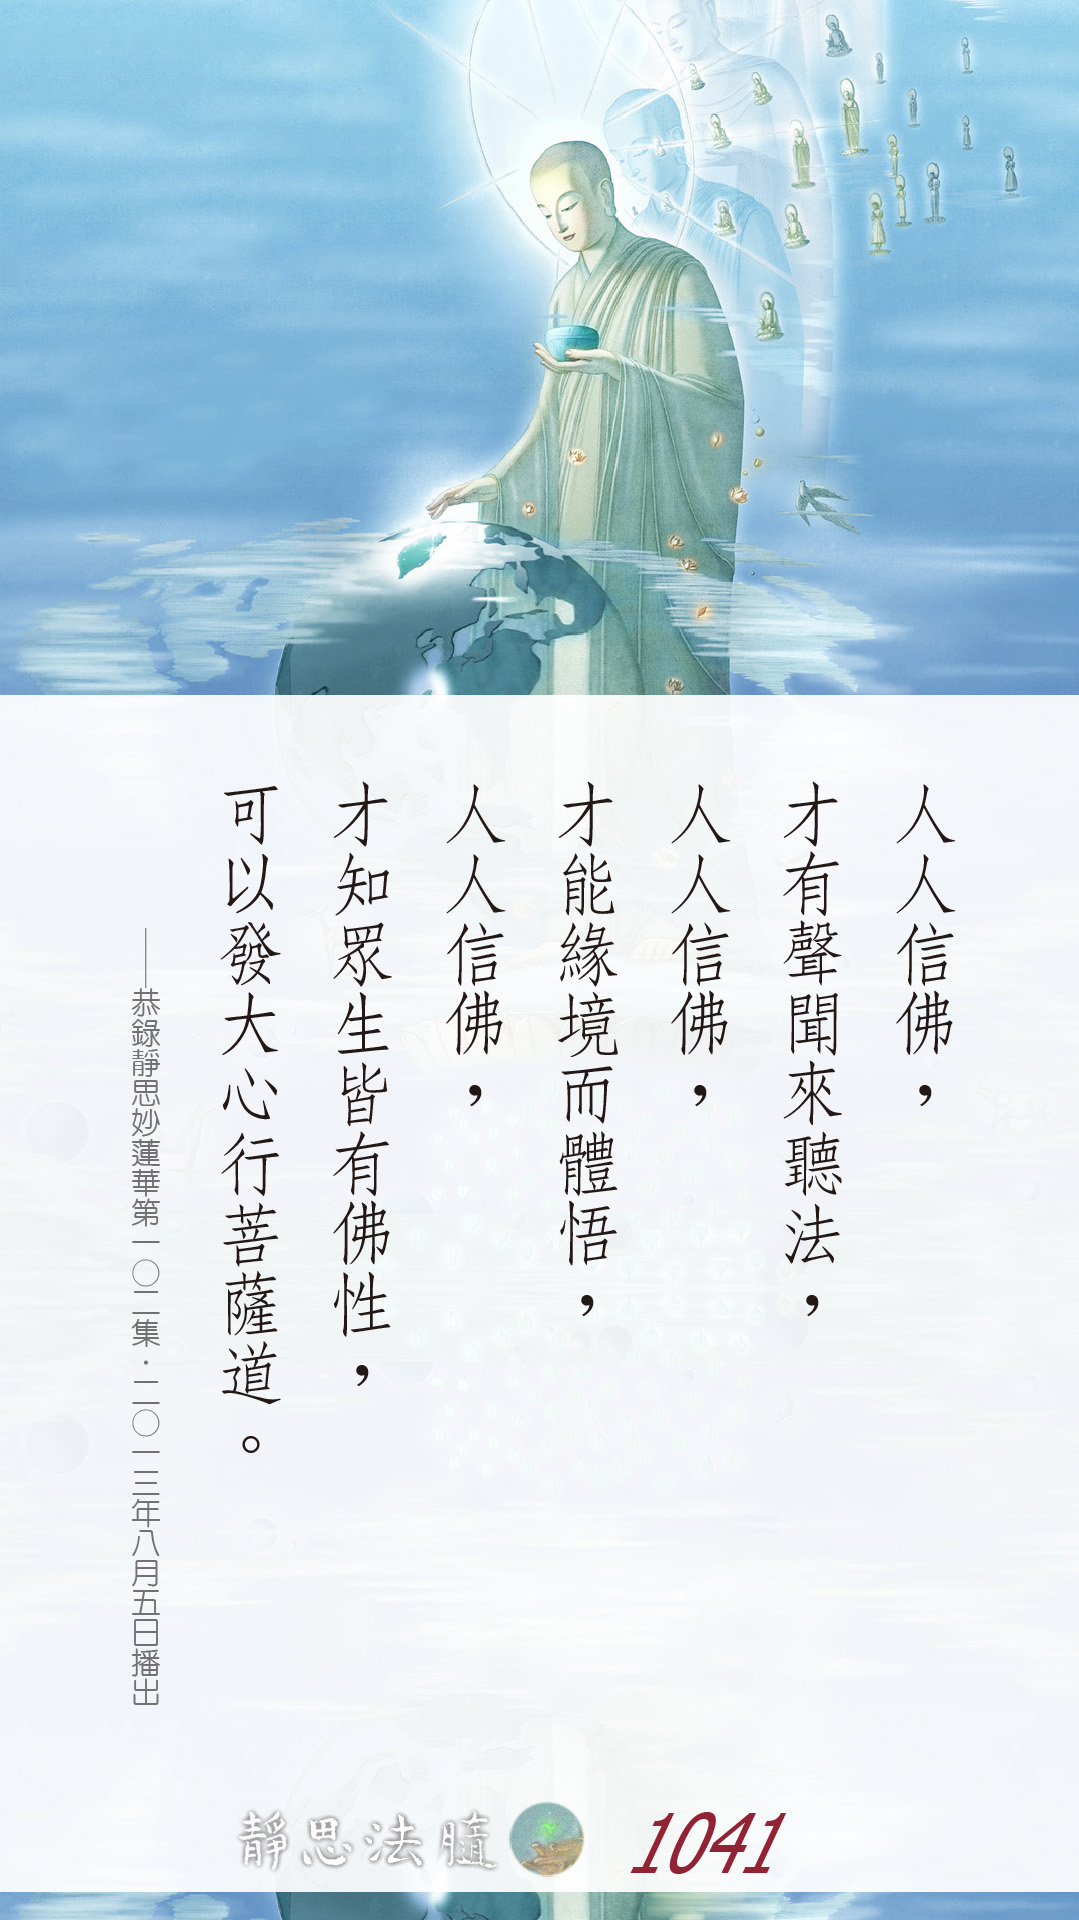 人人信佛，
才有聲聞來聽法，
人人信佛，
才能緣境而體悟，
人人信佛，
才知眾生皆有佛性，
可以發大心行菩薩道。
──恭錄靜思妙蓮華第一〇二集．二〇一三年八月五日播出
靜思法髓 1041